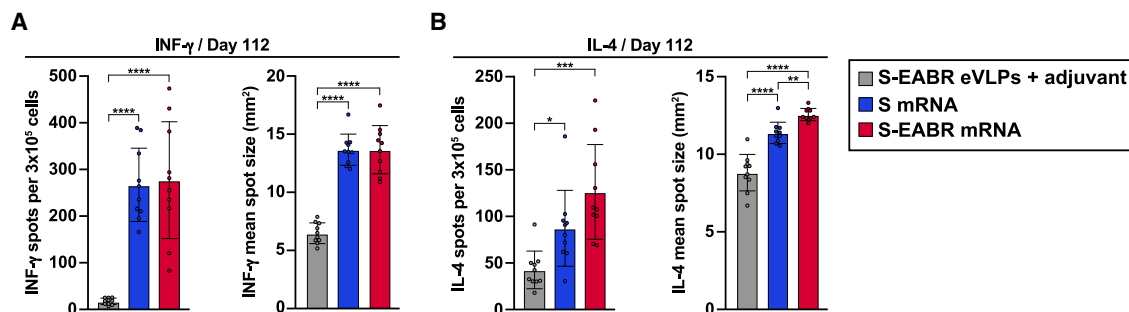 A
B
INF-γ / Day 112
IL-4 / Day 112
INF-γ spots per 3x10⁵ cells
500
400
300
200
100
0
****
****
INF-γ mean spot size (mm²)
20
15
10
5
0
****
****
IL-4 spots per 3x10⁵ cells
250
200
150
100
50
0
***
*
IL-4 mean spot size (mm²)
15
10
5
0
****
****
**
S-EABR eVLPs + adjuvant
S mRNA
S-EABR mRNA